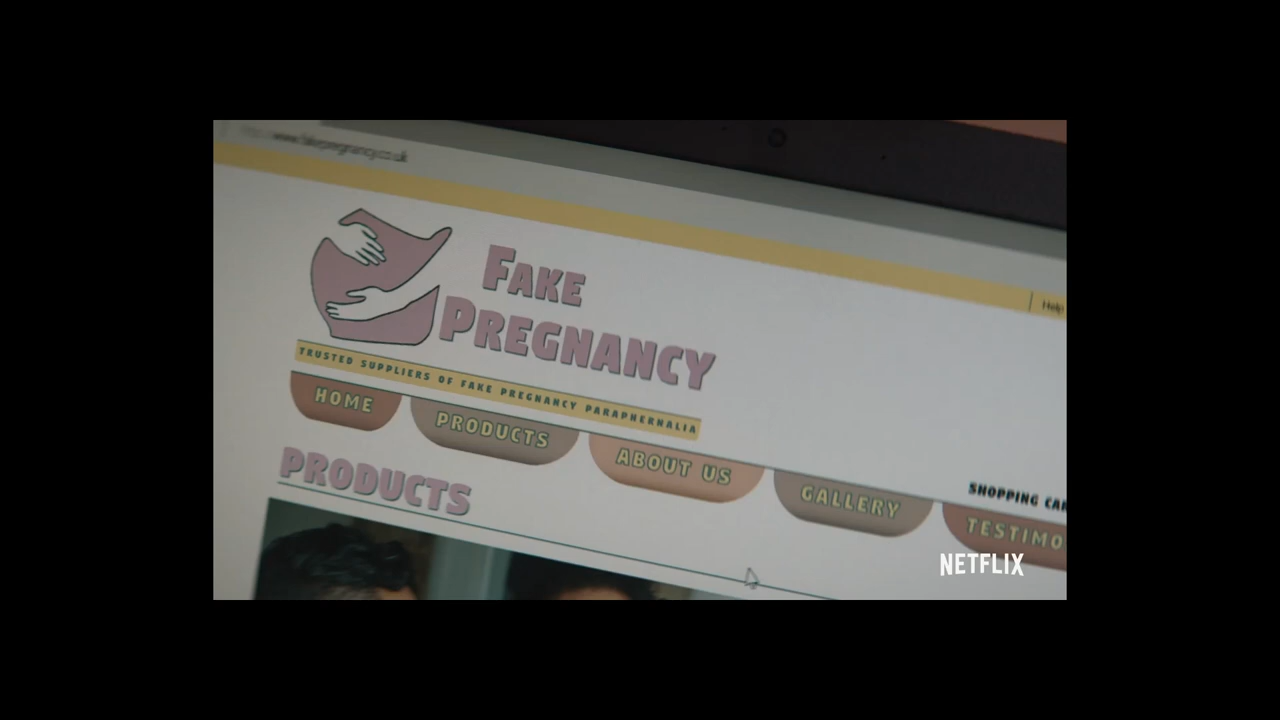 www.fakepregnancy.co.uk
Help
FAKE
PREGNANCY
TRUSTED SUPPLIERS OF FAKE PREGNANCY PARAPHERNALIA
SHOPPING CAR
HOME
PRODUCTS
ABOUT US
GALLERY
TESTIMO
PRODUCTS
NETFLIX